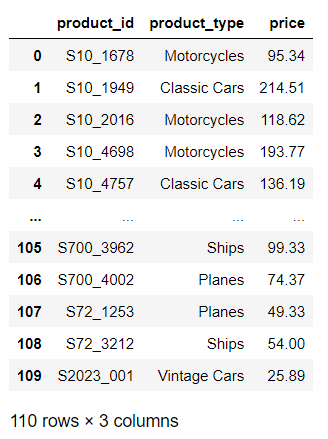 product_id product_type price
0 S10_1678 Motorcycles 95.34
1 S10_1949 Classic Cars 214.51
2 S10_2016 Motorcycles 118.62
3 S10_4698 Motorcycles 193.77
4 S10_4757 Classic Cars 136.19
... ... ... ...
105 S700_3962 Ships 99.33
106 S700_4002 Planes 74.37
107 S72_1253 Planes 49.33
108 S72_3212 Ships 54.00
109 S2023_001 Vintage Cars 25.89
110 rows × 3 columns